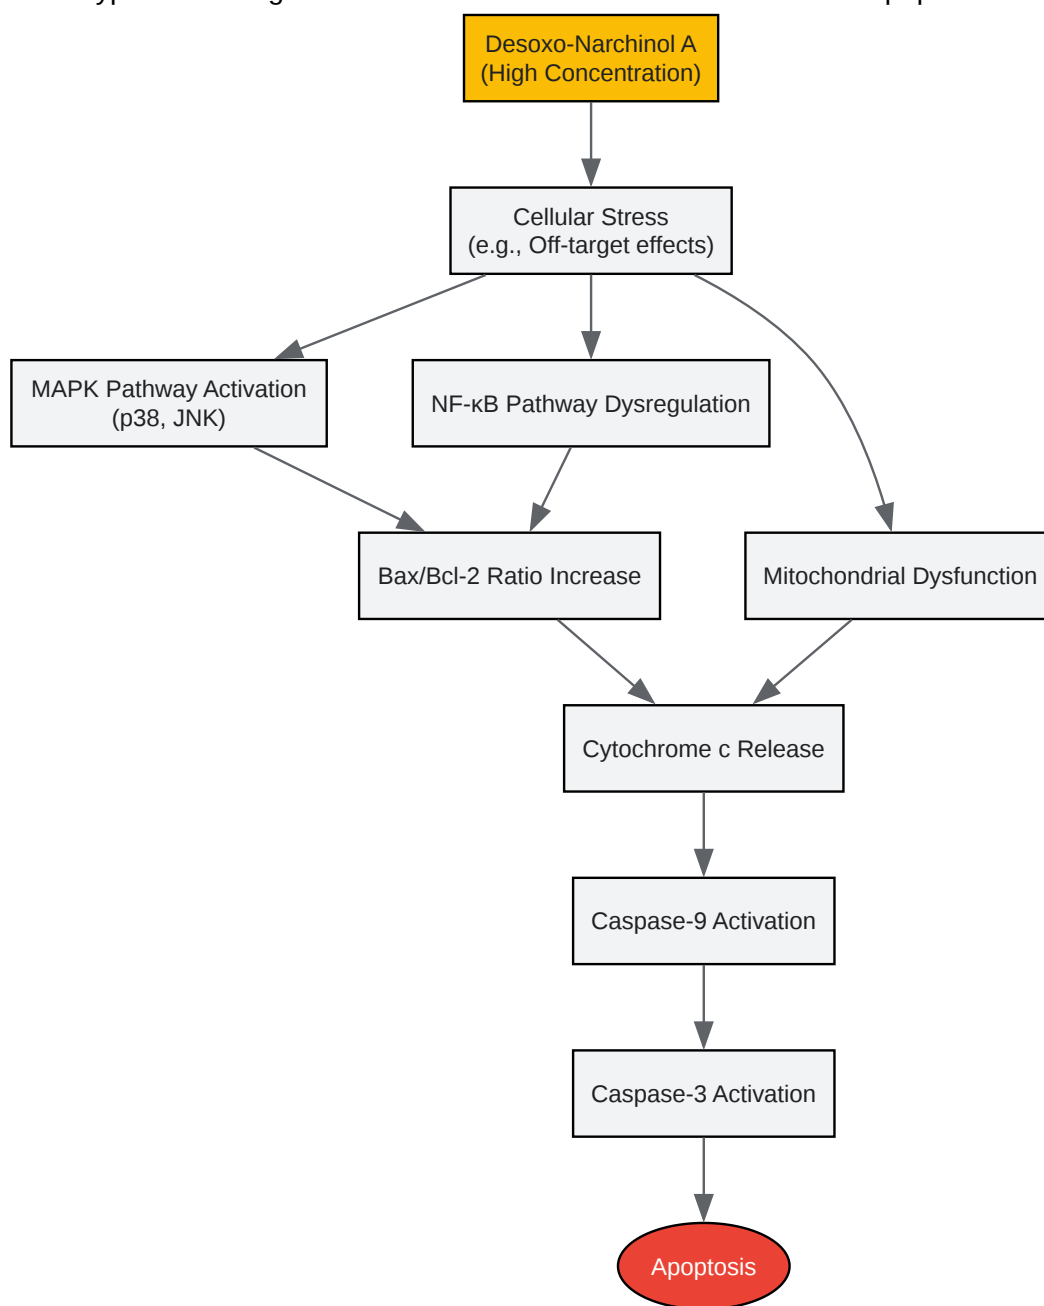 Desoxo-Narchinol A
(High Concentration)
Cellular Stress
(e.g., Off-target effects)
MAPK Pathway Activation
(p38, JNK)
NF-κB Pathway Dysregulation
Bax/Bcl-2 Ratio Increase
Mitochondrial Dysfunction
Cytochrome c Release
Caspase-9 Activation
Caspase-3 Activation
Apoptosis